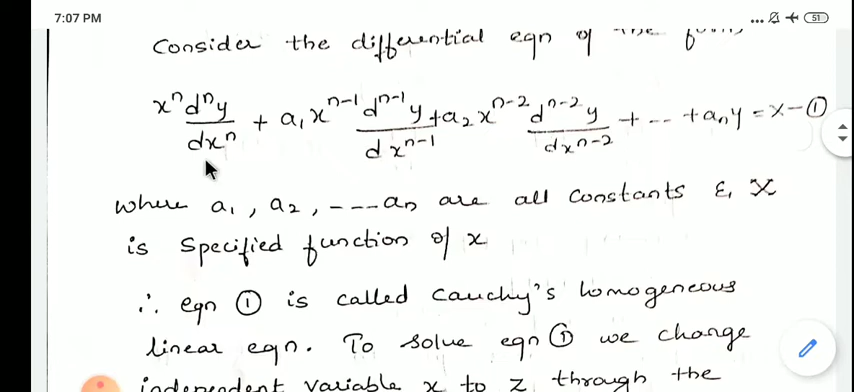 7:07 PM
... 51
Consider the differential eqn of
x^n d^n y/dx^n + a₁x^{n-1} d^{n-1}y/dx^{n-1} + a₂x^{n-2} d^{n-2}y/dx^{n-2} + -- + aₙy = x - ①
where a₁, a₂, ---- aₙ are all constants & X
is specified function of x
∴ eqn ① is called Cauchy's homogeneous
linear eqn. To solve eqn ① we change
independent variable x to z through the